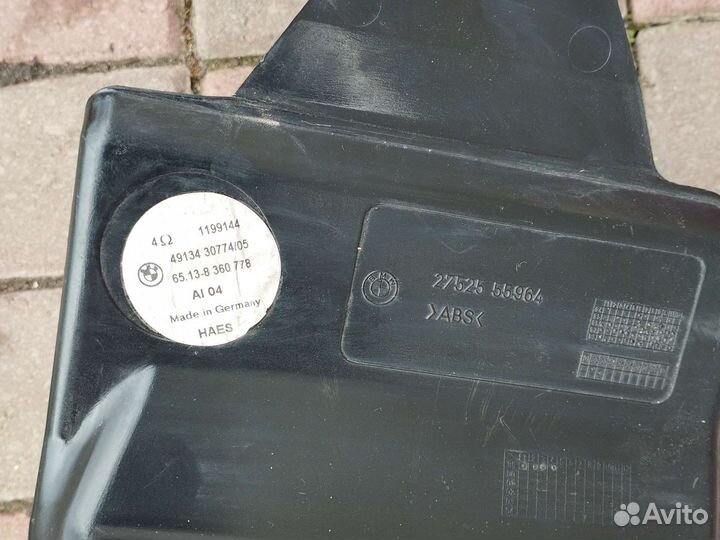 4Ω 1199144
49134 30774/05
65.13-8 360 778
AI 04
Made in Germany
HAES
27525 55964
>ABS<
Avito